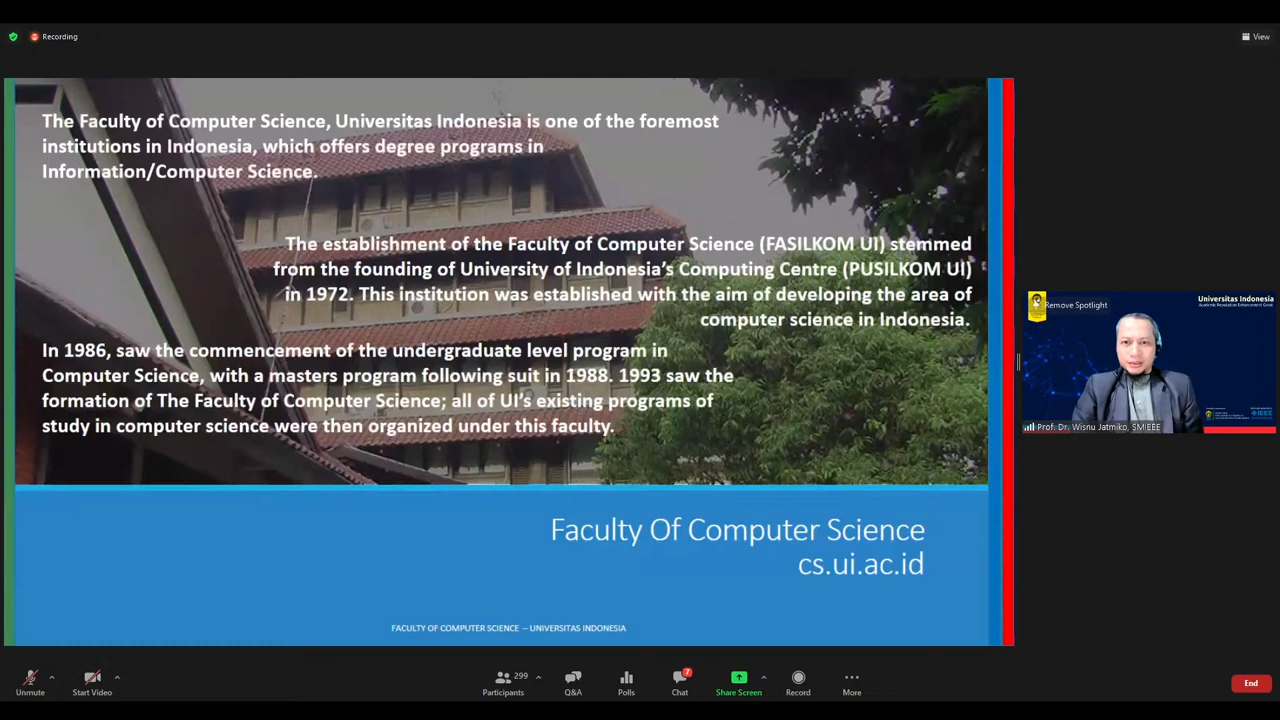 Recording
View
The Faculty of Computer Science, Universitas Indonesia is one of the foremost
institutions in Indonesia, which offers degree programs in
Information/Computer Science.
The establishment of the Faculty of Computer Science (FASILKOM UI) stemmed
from the founding of University of Indonesia's Computing Centre (PUSILKOM UI)
in 1972. This institution was established with the aim of developing the area of
computer science in Indonesia.
In 1986, saw the commencement of the undergraduate level program in
Computer Science, with a masters program following suit in 1988. 1993 saw the
formation of The Faculty of Computer Science; all of UI's existing programs of
study in computer science were then organized under this faculty.
Faculty Of Computer Science
cs.ui.ac.id
FACULTY OF COMPUTER SCIENCE – UNIVERSITAS INDONESIA
Remove Spotlight
Universitas Indonesia
Academic Reputation Enhancement Grant
IEEE
Prof. Dr. Wisnu Jatmiko, SMIEEE
Unmute
Start Video
Participants 299
Q&A
Polls
Chat 7
Share Screen
Record
More
End